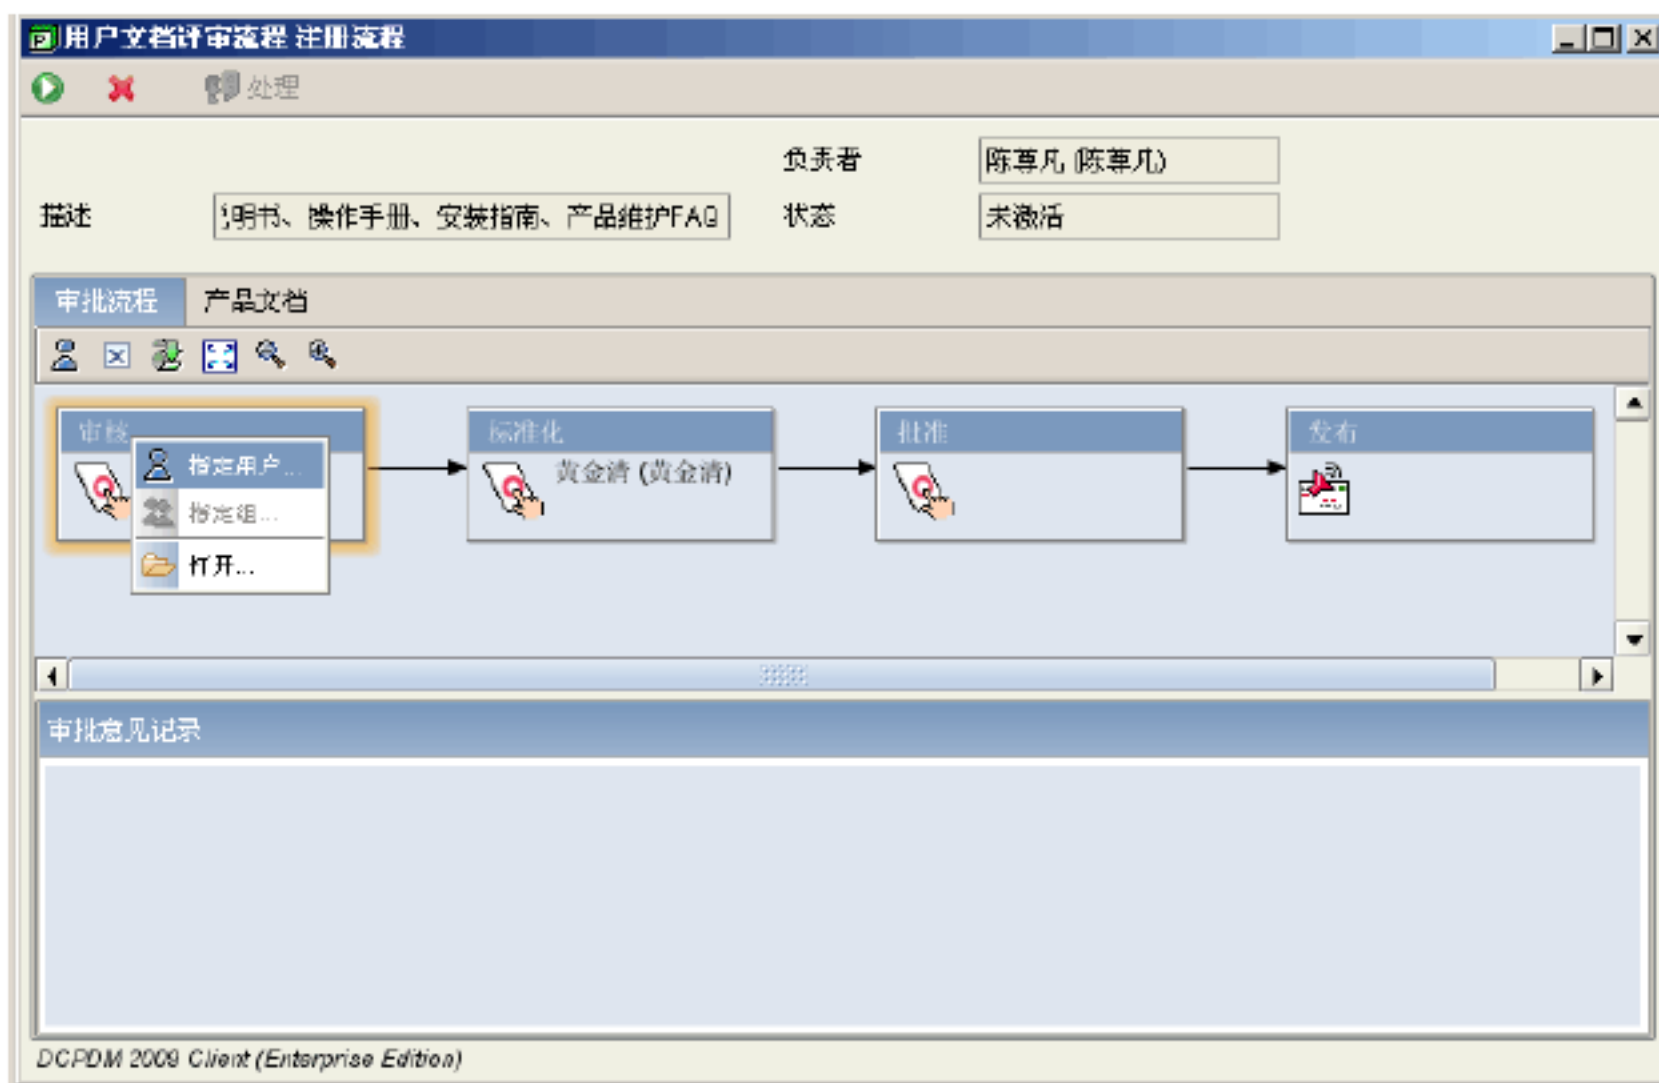 用户文档评审流程 注册流程
处理
负责者 陈尊凡 (陈尊凡)
描述 明书、操作手册、安装指南、产品维护FAQ 状态 未激活
审批流程 产品文档
审核 标准化 批准 发布
指定用户... 黄金清 (黄金清)
指定组...
打开...
审批意见记录
DCPDM 2009 Client (Enterprise Edition)